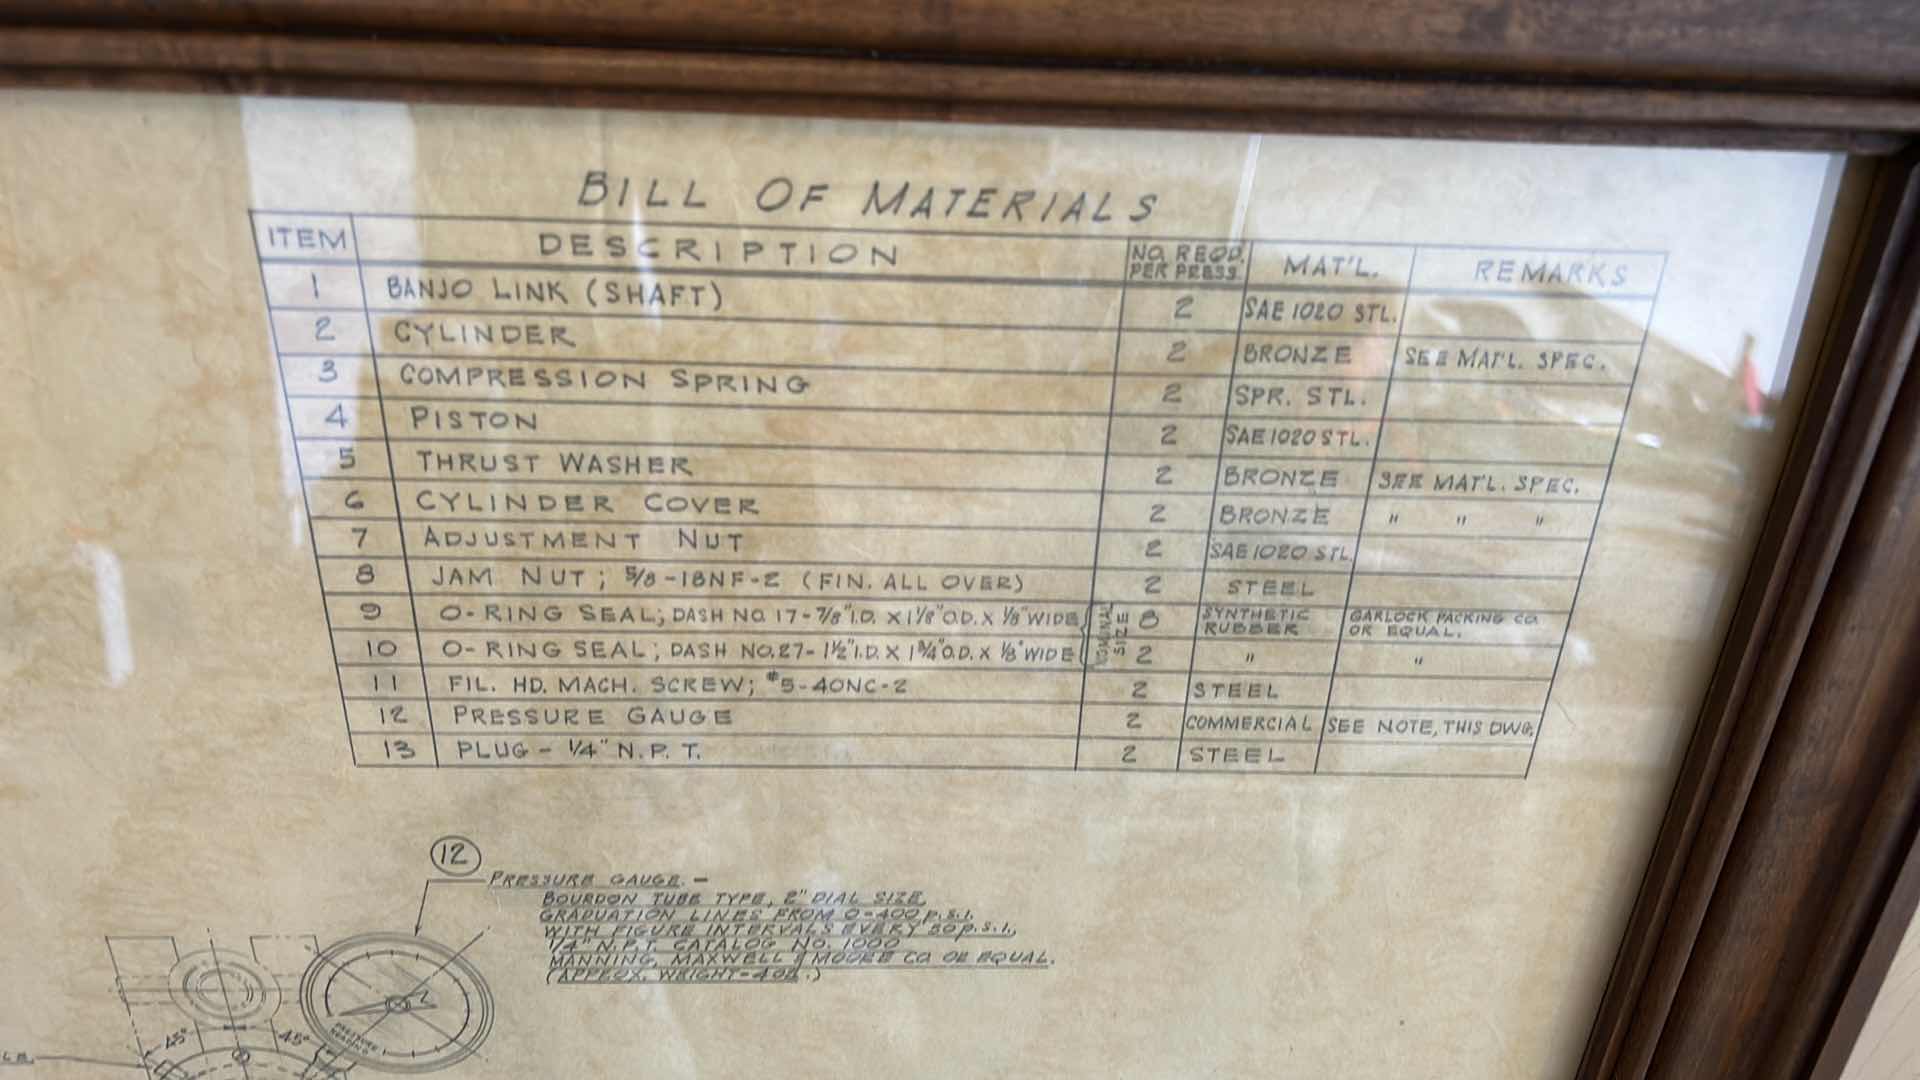 BILL OF MATERIALS
ITEM DESCRIPTION NO. REQD. PER PRESS. MAT'L. REMARKS
1 BANJO LINK (SHAFT) 2 SAE 1020 STL.
2 CYLINDER 2 BRONZE SEE MAT'L. SPEC.
3 COMPRESSION SPRING 2 SPR. STL.
4 PISTON 2 SAE 1020 STL.
5 THRUST WASHER 2 BRONZE SEE MAT'L. SPEC.
6 CYLINDER COVER 2 BRONZE " " "
7 ADJUSTMENT NUT 2 SAE 1020 STL.
8 JAM NUT; 5/8-18NF-2 (FIN. ALL OVER) 2 STEEL
9 O-RING SEAL; DASH NO. 17-7/8" I.D. X 1 1/8" O.D. X 1/8" WIDE NOMINAL SIZE 8 SYNTHETIC RUBBER GARLOCK PACKING CO. OR EQUAL.
10 O-RING SEAL; DASH NO. 27-1 1/2" I.D. X 1 3/4" O.D. X 1/8" WIDE 2 " "
11 FIL. HD. MACH. SCREW; #5-40NC-2 2 STEEL
12 PRESSURE GAUGE 2 COMMERCIAL SEE NOTE, THIS DWG.
13 PLUG - 1/4" N.P.T. 2 STEEL
12
PRESSURE GAUGE.-
BOURDON TUBE TYPE, 2" DIAL SIZE,
GRADUATION LINES FROM 0-400 p.s.i.
WITH FIGURE INTERVALS EVERY 50 p.s.i.,
1/4" N.P.T. CATALOG NO. 1000
MANNING, MAXWELL & MOORE CO. OR EQUAL.
(APPROX. WEIGHT-4 oz.)
PRESSURE
READING
45° 45°